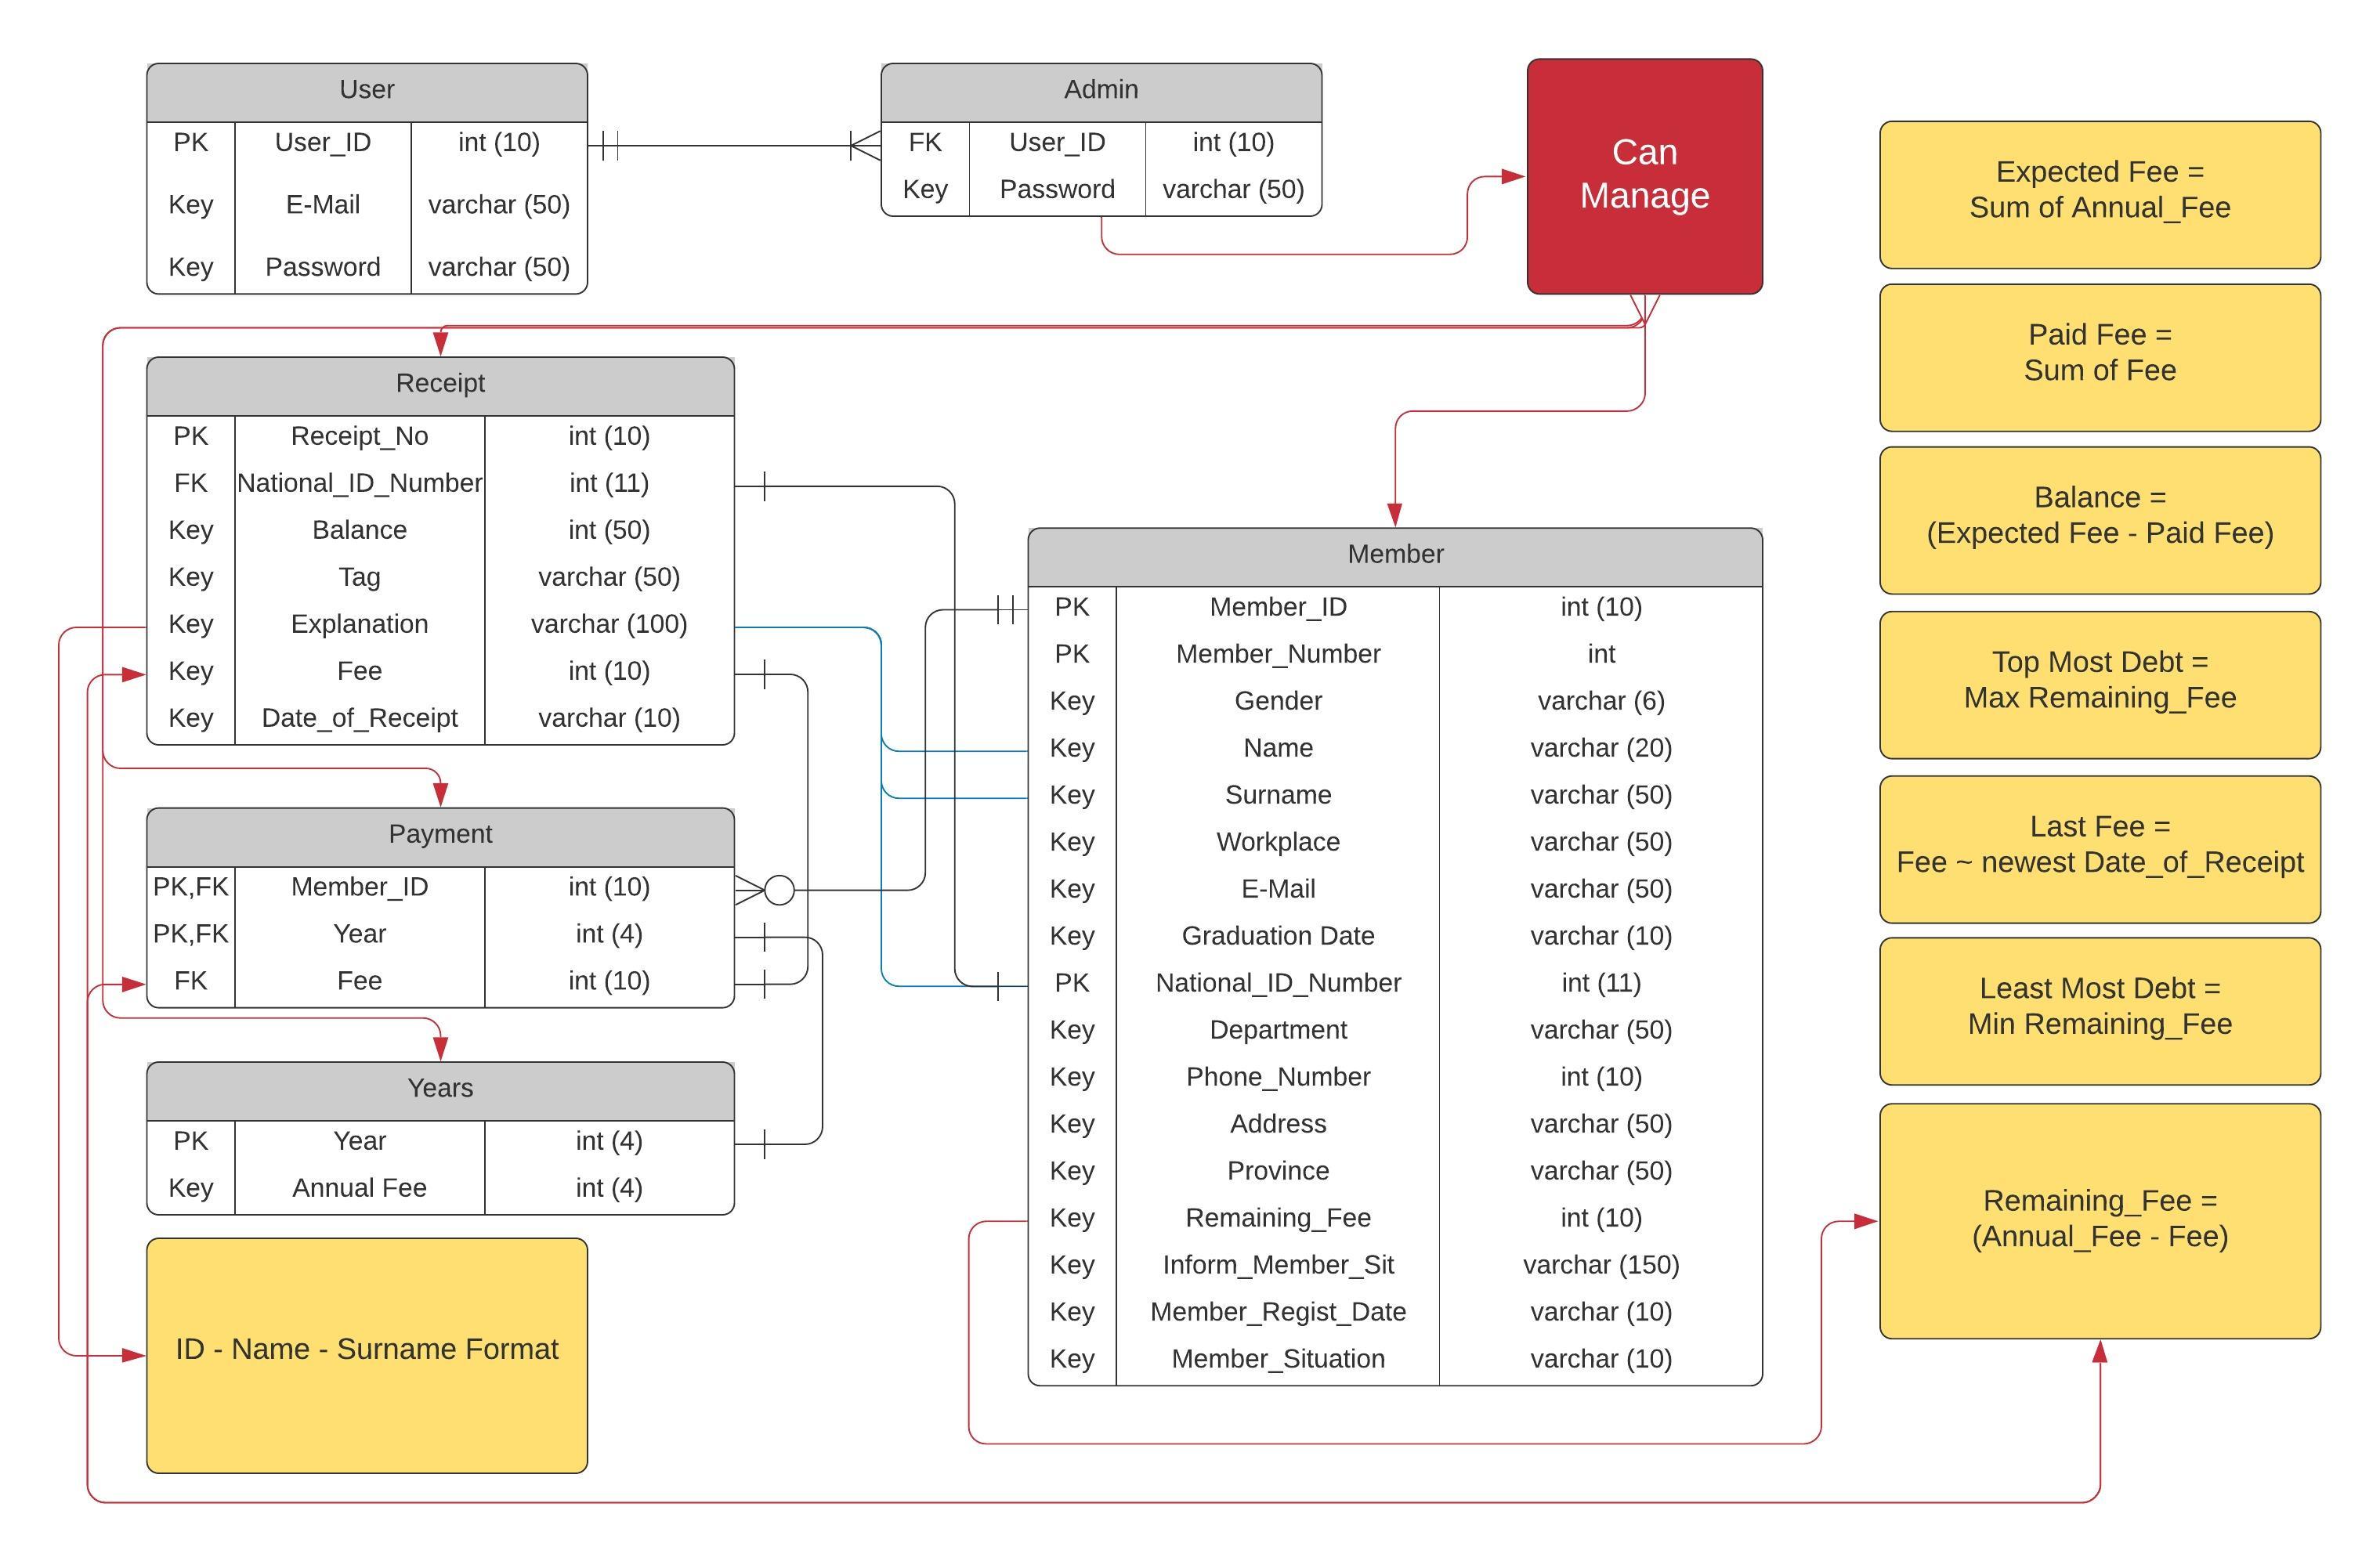 User
PK User_ID int (10)
Key E-Mail varchar (50)
Key Password varchar (50)
Admin
FK User_ID int (10)
Key Password varchar (50)
Can
Manage
Receipt
PK Receipt_No int (10)
FK National_ID_Number int (11)
Key Balance int (50)
Key Tag varchar (50)
Key Explanation varchar (100)
Key Fee int (10)
Key Date_of_Receipt varchar (10)
Payment
PK,FK Member_ID int (10)
PK,FK Year int (4)
FK Fee int (10)
Years
PK Year int (4)
Key Annual Fee int (4)
ID - Name - Surname Format
Member
PK Member_ID int (10)
PK Member_Number int
Key Gender varchar (6)
Key Name varchar (20)
Key Surname varchar (50)
Key Workplace varchar (50)
Key E-Mail varchar (50)
Key Graduation Date varchar (10)
PK National_ID_Number int (11)
Key Department varchar (50)
Key Phone_Number int (10)
Key Address varchar (50)
Key Province varchar (50)
Key Remaining_Fee int (10)
Key Inform_Member_Sit varchar (150)
Key Member_Regist_Date varchar (10)
Key Member_Situation varchar (10)
Expected Fee =
Sum of Annual_Fee
Paid Fee =
Sum of Fee
Balance =
(Expected Fee - Paid Fee)
Top Most Debt =
Max Remaining_Fee
Last Fee =
Fee ~ newest Date_of_Receipt
Least Most Debt =
Min Remaining_Fee
Remaining_Fee =
(Annual_Fee - Fee)